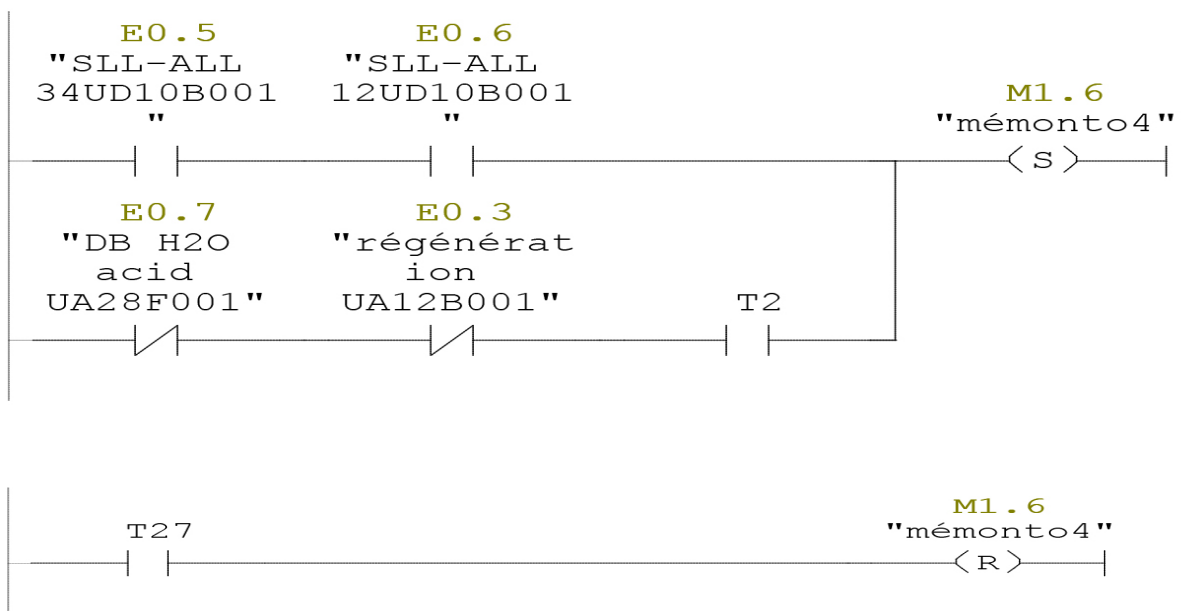 E0.5 E0.6
"SLL-ALL "SLL-ALL
34UD10B001 12UD10B001 M1.6
" " "mémonto4"
(S)
E0.7 E0.3
"DB H2O "régénérat
acid ion
UA28F001" UA12B001" T2
M1.6
T27 "mémonto4"
(R)